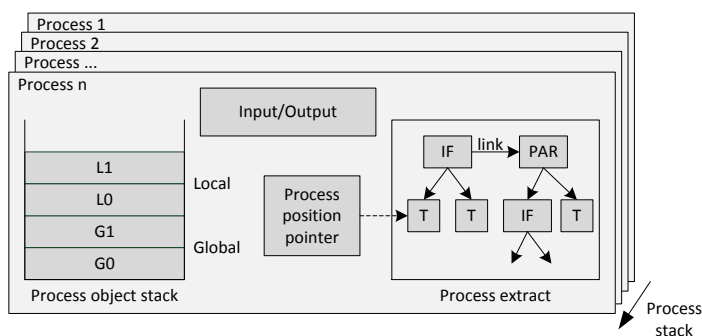 Process 1
Process 2
Process ...
Process n
Input/Output
L1
L0
G1
G0
Local
Global
Process object stack
Process
position
pointer
IF
link
PAR
T
T
IF
T
Process extract
Process
stack